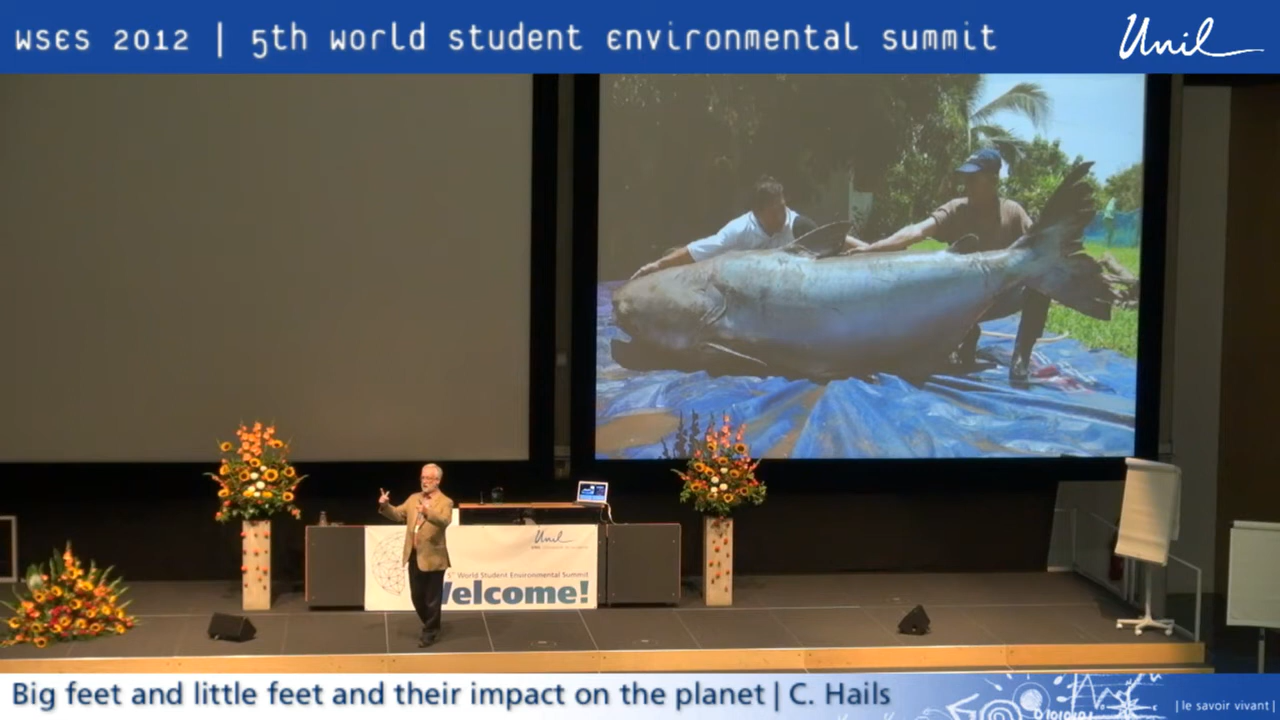 WSES 2012 | 5th world student environmental summit
Unil
Unil
5th World Student Environmental Summit
Welcome!
Big feet and little feet and their impact on the planet | C. Hails
| le savoir vivant |